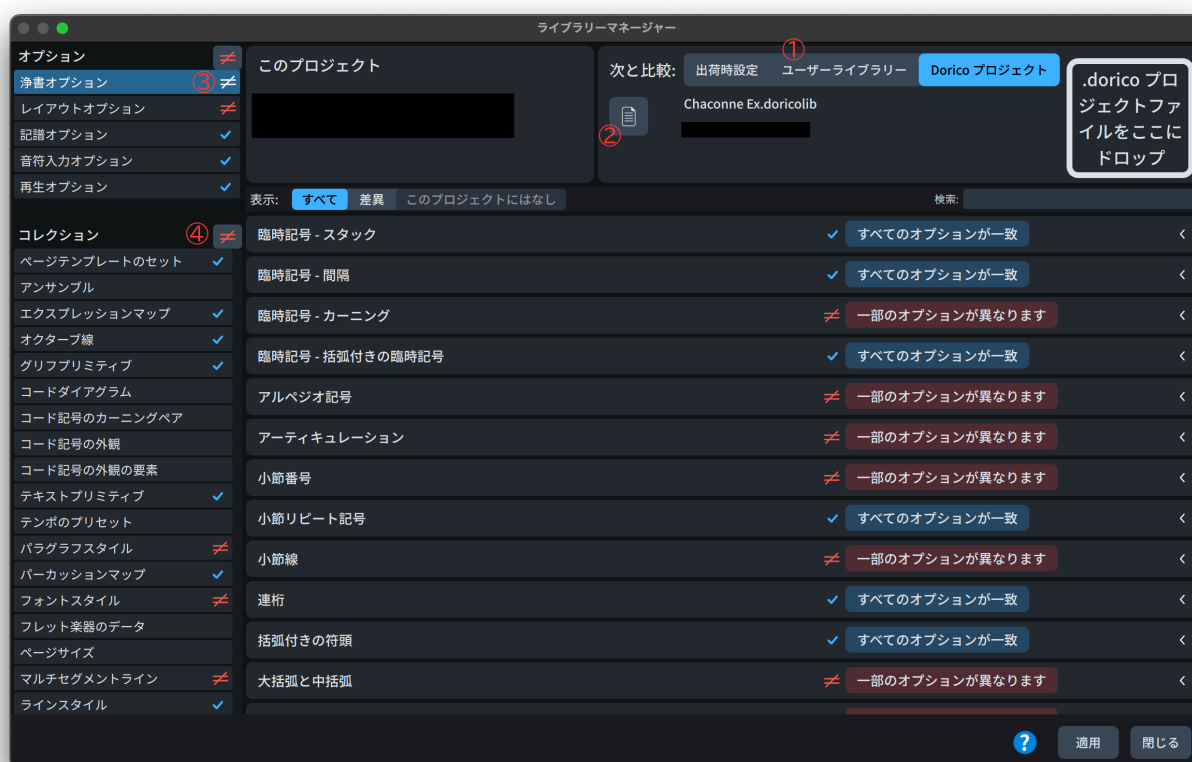 ライブラリーマネージャー
オプション ≠
浄書オプション ③ ≠
レイアウトオプション ≠
記譜オプション ✓
音符入力オプション ✓
再生オプション ✓
コレクション ④ ≠
ページテンプレートのセット ✓
アンサンブル
エクスプレッションマップ ✓
オクターブ線 ✓
グリフプリミティブ ✓
コードダイアグラム
コード記号のカーニングペア
コード記号の外観
コード記号の外観の要素
テキストプリミティブ ✓
テンポのプリセット
パラグラフスタイル ≠
パーカッションマップ ✓
フォントスタイル ≠
フレット楽器のデータ
ページサイズ
マルチセグメントライン ≠
ラインスタイル ✓
このプロジェクト
①
次と比較: 出荷時設定 ユーザーライブラリー Dorico プロジェクト
Chaconne Ex.doricolib
②
.dorico プロ
ジェクトファ
イルをここに
ドロップ
表示: すべて 差異 このプロジェクトにはなし 検索:
臨時記号 - スタック ✓ すべてのオプションが一致
臨時記号 - 間隔 ✓ すべてのオプションが一致
臨時記号 - カーニング ≠ 一部のオプションが異なります
臨時記号 - 括弧付きの臨時記号 ✓ すべてのオプションが一致
アルペジオ記号 ≠ 一部のオプションが異なります
アーティキュレーション ≠ 一部のオプションが異なります
小節番号 ≠ 一部のオプションが異なります
小節リピート記号 ✓ すべてのオプションが一致
小節線 ≠ 一部のオプションが異なります
連桁 ✓ すべてのオプションが一致
括弧付きの符頭 ✓ すべてのオプションが一致
大括弧と中括弧 ≠ 一部のオプションが異なります
? 適用 閉じる